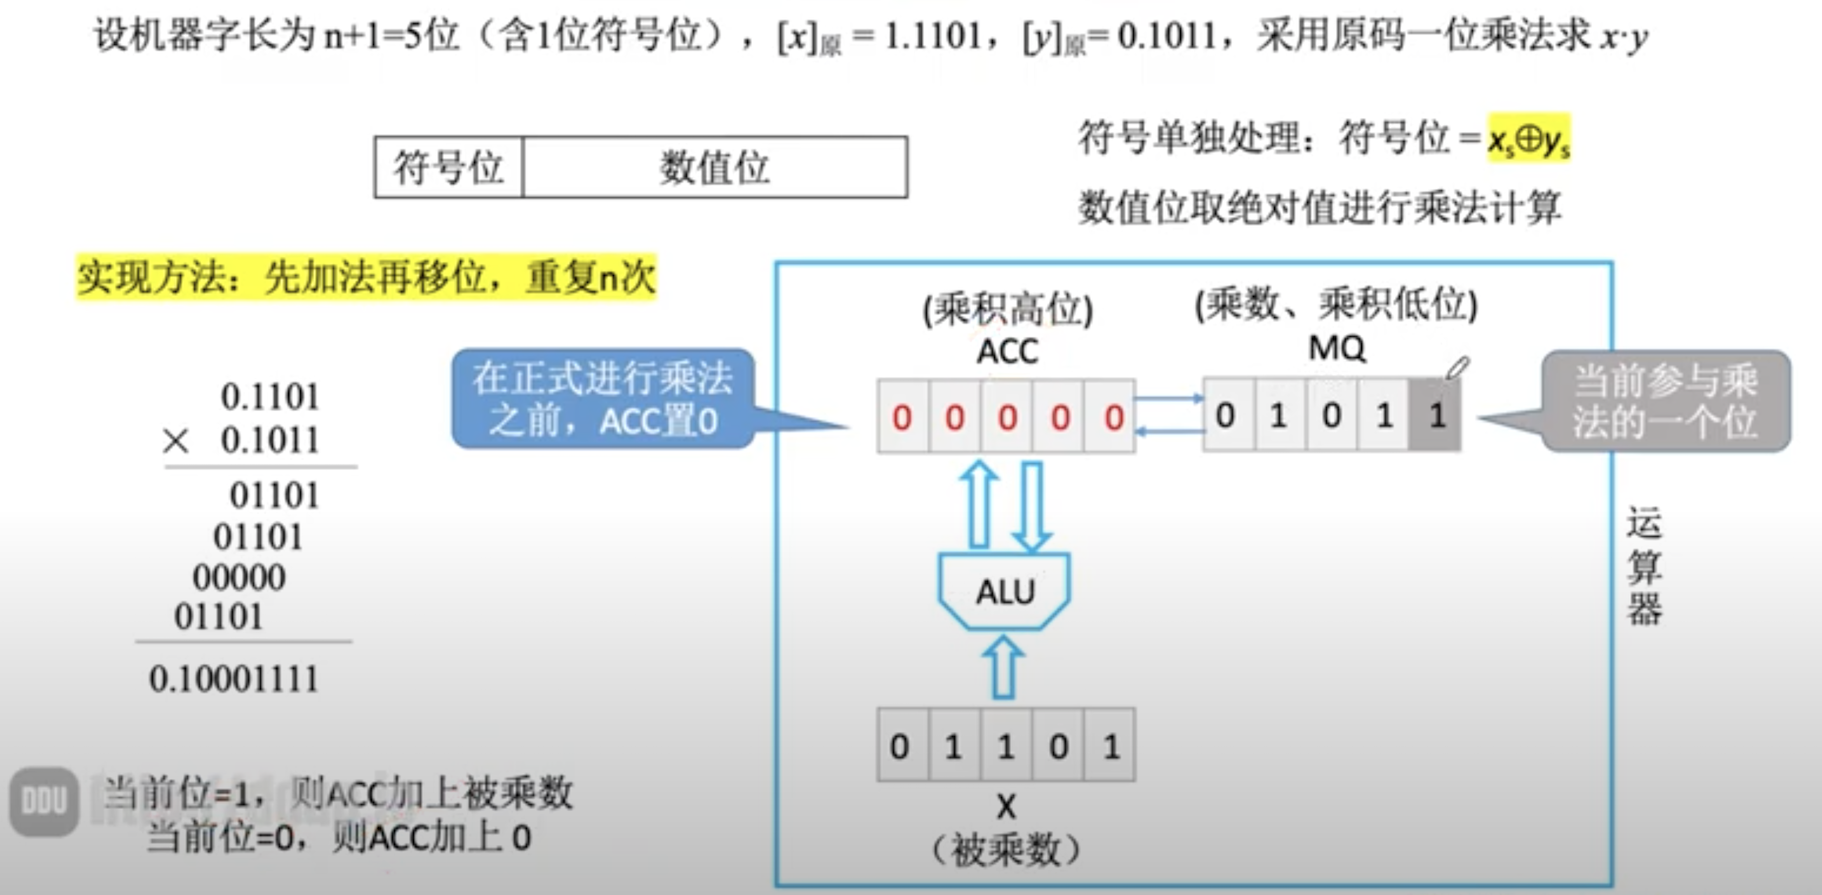 设机器字长为 n+1=5位（含1位符号位），[x]原 = 1.1101，[y]原= 0.1011，采用原码一位乘法求 x·y
符号位 数值位
符号单独处理：符号位 = xs⊕ys
数值位取绝对值进行乘法计算
实现方法：先加法再移位，重复n次
0.1101
× 0.1011
01101
01101
00000
01101
0.10001111
在正式进行乘法
之前，ACC置0
(乘积高位)
ACC
0 0 0 0 0
(乘数、乘积低位)
MQ
0 1 0 1 1
当前参与乘
法的一个位
ALU
0 1 1 0 1
X
（被乘数）
运算器
当前位=1，则ACC加上被乘数
当前位=0，则ACC加上 0
DDU